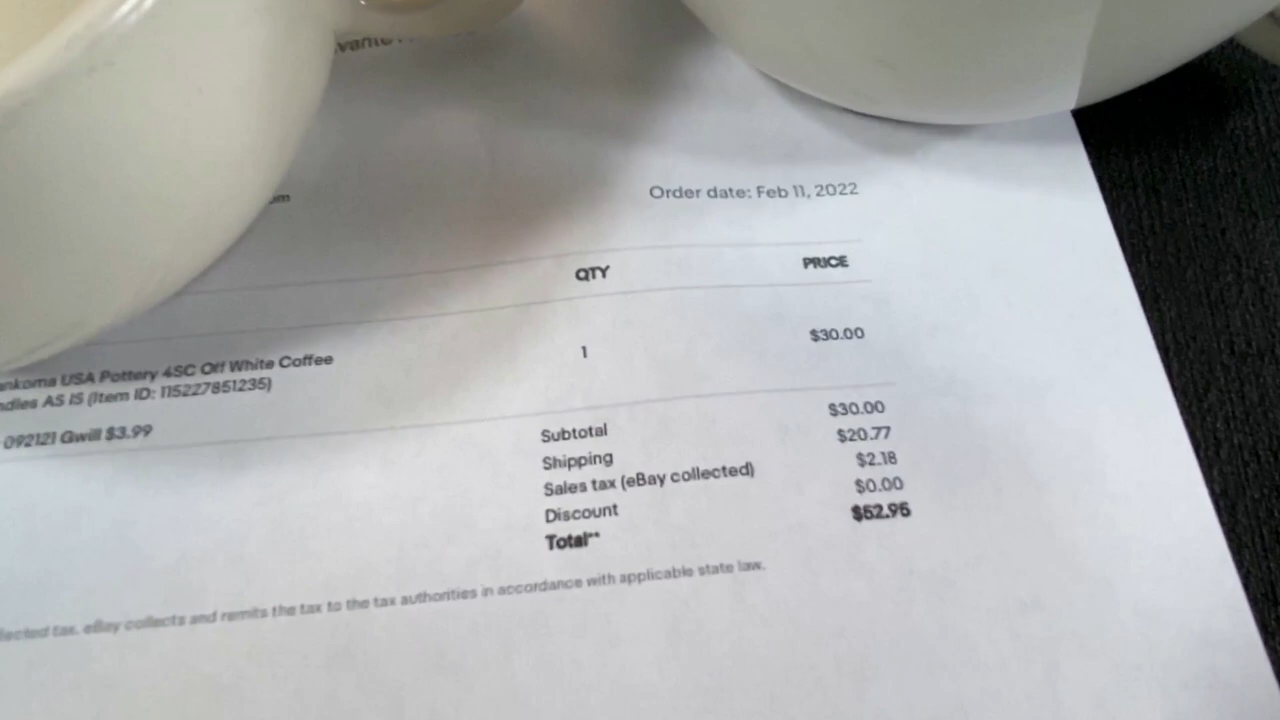 Order date: Feb 11, 2022
QTY PRICE
ankoma USA Pottery 4SC Off White Coffee 1 $30.00
ndles AS IS (Item ID: 115227851235)
092121 Gwill $3.99
Subtotal $30.00
Shipping $20.77
Sales tax (eBay collected) $2.18
Discount $0.00
Total** $52.95
lected tax. eBay collects and remits the tax to the tax authorities in accordance with applicable state law.